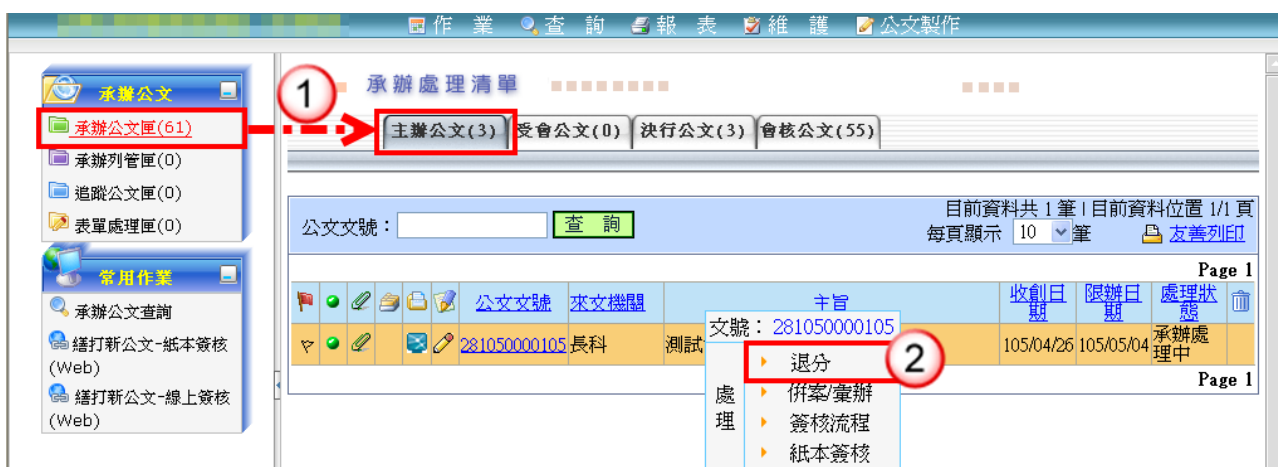 作 業 查 詢 報 表 維 護 公文製作
承辦公文
承辦公文匣(61)
承辦列管匣(0)
追蹤公文匣(0)
表單處理匣(0)
常用作業
承辦公文查詢
繕打新公文-紙本簽核
(Web)
繕打新公文-線上簽核
(Web)
1
承辦處理清單
主辦公文(3) 受會公文(0) 決行公文(3) 會核公文(55)
公文文號： 查 詢
目前資料共 1 筆 | 目前資料位置 1/1 頁
每頁顯示 10 筆 友善列印
Page 1
公文文號 來文機關 主旨 收創日期 限辦日期 處理狀態
281050000105 長科 測試 105/04/26 105/05/04 承辦處理中
Page 1
文號： 281050000105
處理
退分
2
併案/彙辦
簽核流程
紙本簽核